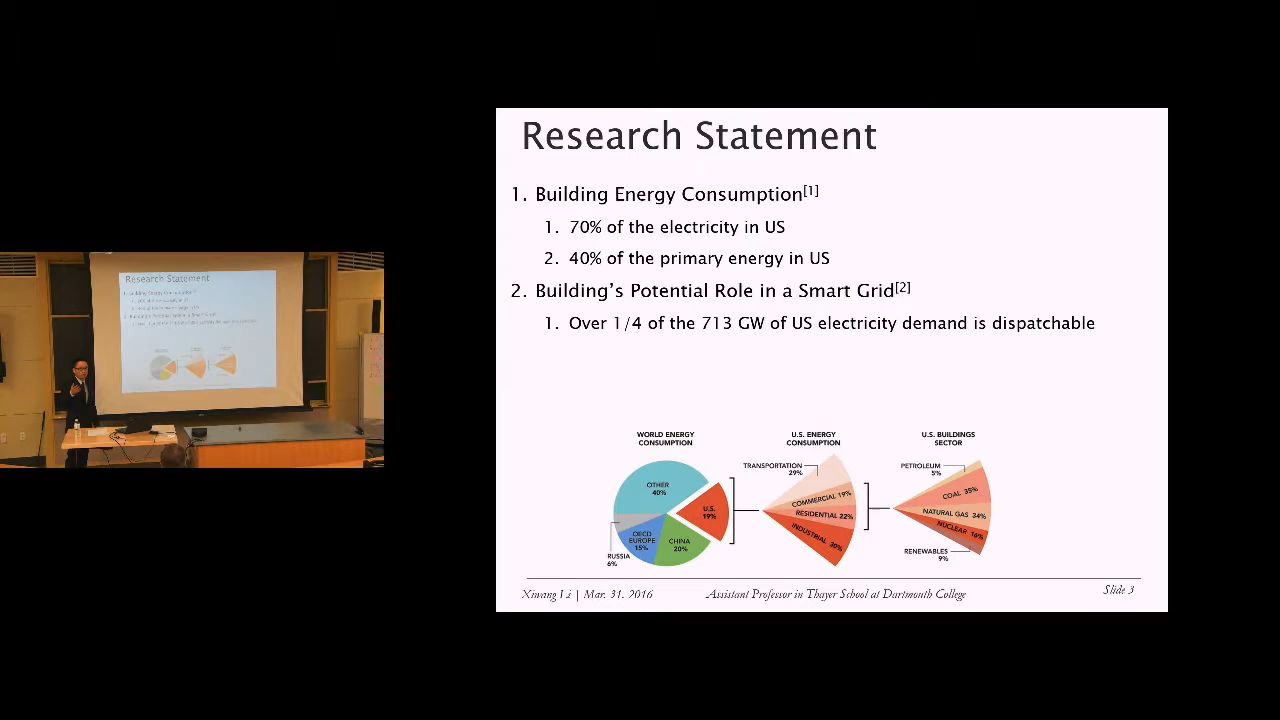 Research Statement
1. Building Energy Consumption[1]
1. 70% of the electricity in US
2. 40% of the primary energy in US
2. Building's Potential Role in a Smart Grid[2]
1. Over 1/4 of the 713 GW of US electricity demand is dispatchable
WORLD ENERGY
CONSUMPTION
OTHER
40%
U.S.
19%
CHINA
20%
OECD
EUROPE
15%
RUSSIA
6%
U.S. ENERGY
CONSUMPTION
TRANSPORTATION
29%
COMMERCIAL 19%
RESIDENTIAL 22%
INDUSTRIAL 30%
U.S. BUILDINGS
SECTOR
PETROLEUM
5%
COAL 35%
NATURAL GAS 34%
NUCLEAR 16%
RENEWABLES
9%
Xiwang Li | Mar. 31. 2016
Assistant Professor in Thayer School at Dartmouth College
Slide 3
Research Statement